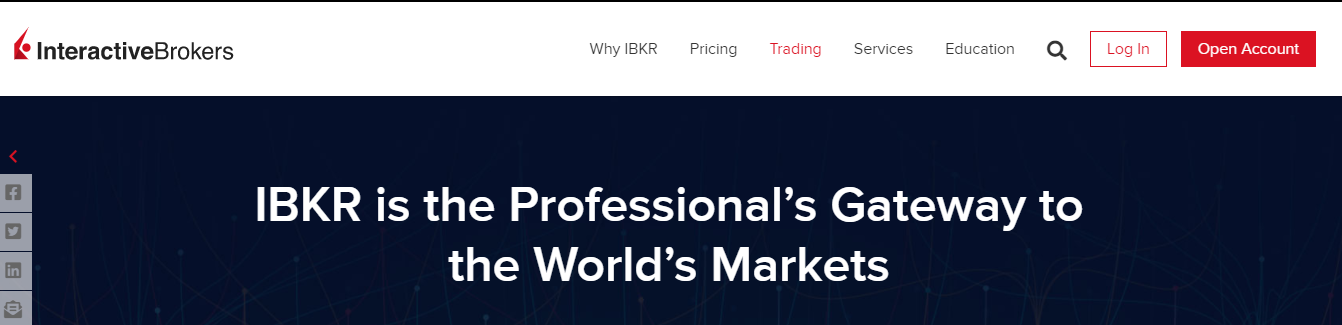 InteractiveBrokers
Why IBKR Pricing Trading Services Education Log In Open Account
IBKR is the Professional’s Gateway to
the World’s Markets